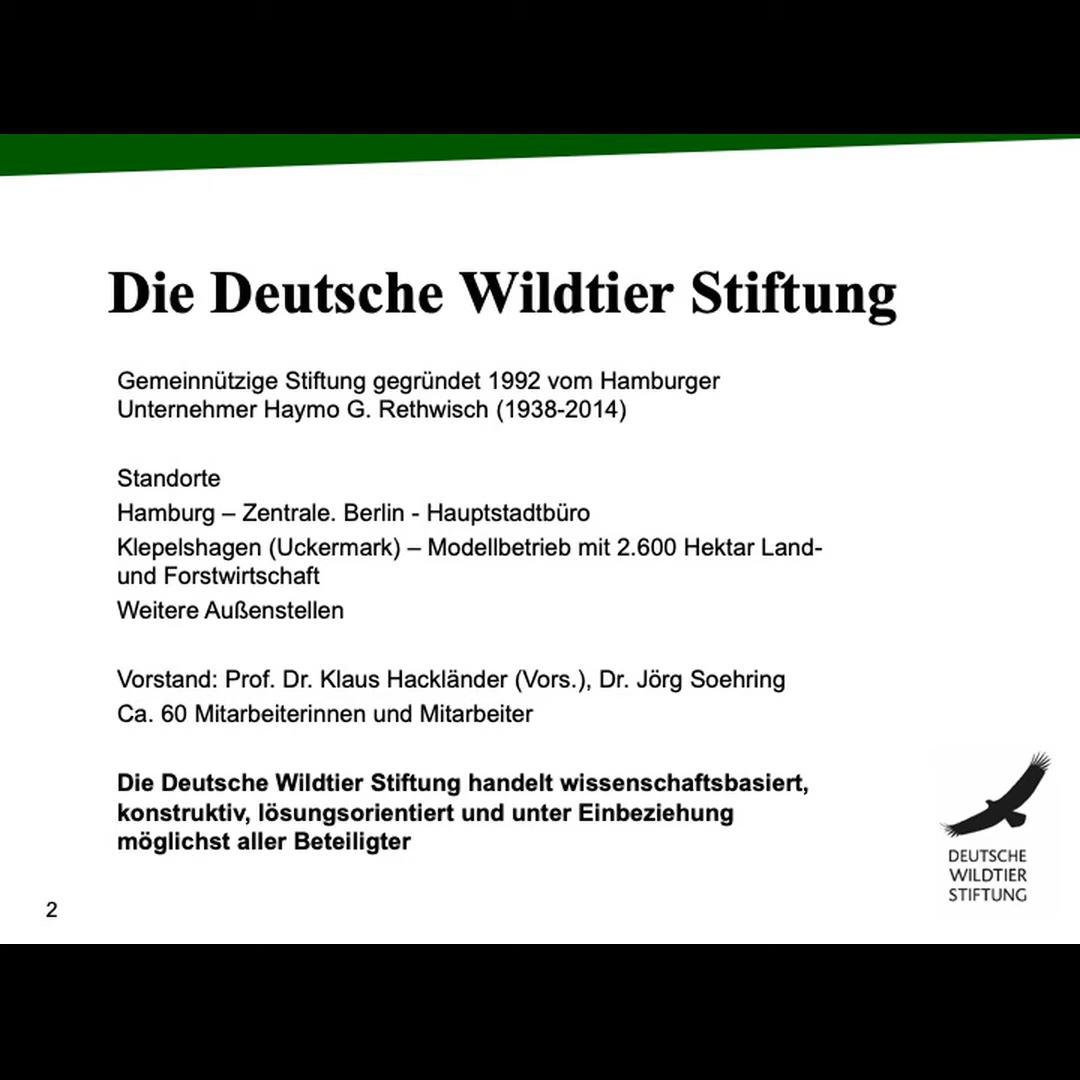 Die Deutsche Wildtier Stiftung
Gemeinnützige Stiftung gegründet 1992 vom Hamburger
Unternehmer Haymo G. Rethwisch (1938-2014)
Standorte
Hamburg – Zentrale. Berlin - Hauptstadtbüro
Klepelshagen (Uckermark) – Modellbetrieb mit 2.600 Hektar Land-
und Forstwirtschaft
Weitere Außenstellen
Vorstand: Prof. Dr. Klaus Hackländer (Vors.), Dr. Jörg Soehring
Ca. 60 Mitarbeiterinnen und Mitarbeiter
Die Deutsche Wildtier Stiftung handelt wissenschaftsbasiert,
konstruktiv, lösungsorientiert und unter Einbeziehung
möglichst aller Beteiligter
DEUTSCHE
WILDTIER
STIFTUNG
2